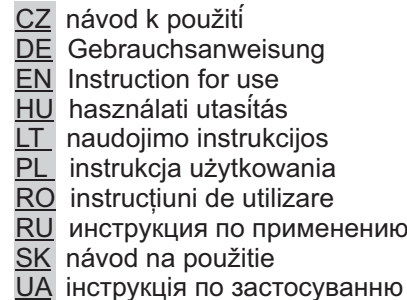 CZ návod k použití
DE Gebrauchsanweisung
EN Instruction for use
HU használati utasítás
LT naudojimo instrukcijos
PL instrukcja użytkowania
RO instrucțiuni de utilizare
RU инструкция по применению
SK návod na použitie
UA інструкція по застосуванню